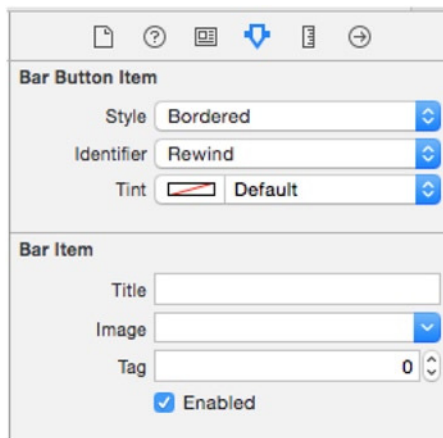 Bar Button Item
Style Bordered
Identifier Rewind
Tint Default
Bar Item
Title
Image
Tag 0
Enabled